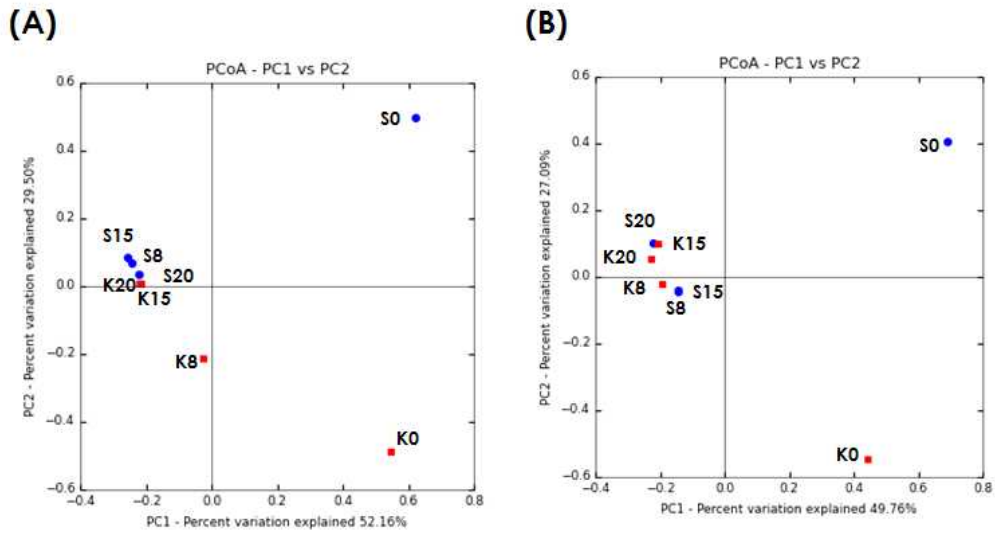 (A)
PCoA - PC1 vs PC2
0.6
0.4
0.2
0.0
−0.2
−0.4
−0.6
PC2 - Percent variation explained 29.50%
S0
S15
S8
S20
K20
K15
K8
K0
−0.4 −0.2 0.0 0.2 0.4 0.6 0.8
PC1 - Percent variation explained 52.16%
(B)
PCoA - PC1 vs PC2
0.6
0.4
0.2
0.0
−0.2
−0.4
−0.6
PC2 - Percent variation explained 27.09%
S0
S20
K15
K20
K8
S15
S8
K0
−0.4 −0.2 0.0 0.2 0.4 0.6 0.8
PC1 - Percent variation explained 49.76%